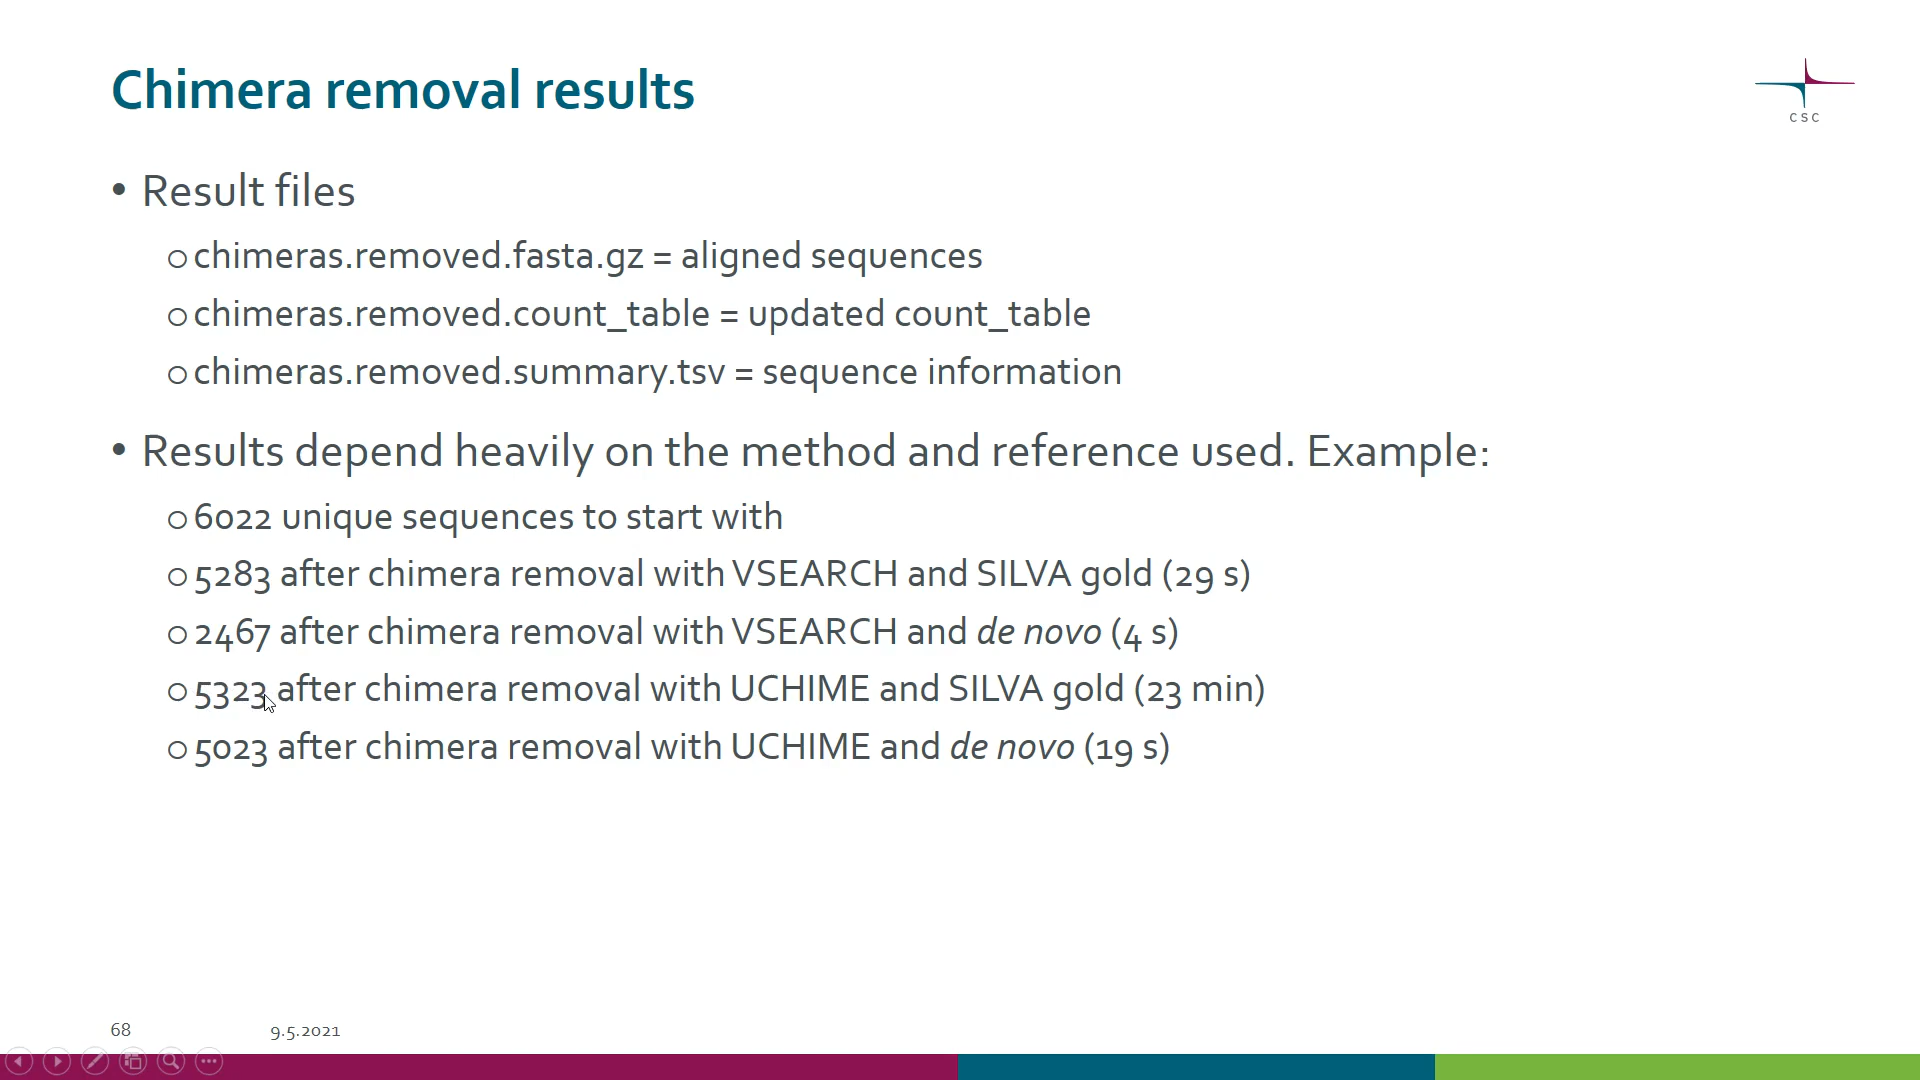 Chimera removal results
CSC
• Result files
o chimeras.removed.fasta.gz = aligned sequences
o chimeras.removed.count_table = updated count_table
o chimeras.removed.summary.tsv = sequence information
• Results depend heavily on the method and reference used. Example:
o 6022 unique sequences to start with
o 5283 after chimera removal with VSEARCH and SILVA gold (29 s)
o 2467 after chimera removal with VSEARCH and de novo (4 s)
o 5323 after chimera removal with UCHIME and SILVA gold (23 min)
o 5023 after chimera removal with UCHIME and de novo (19 s)
68 9.5.2021